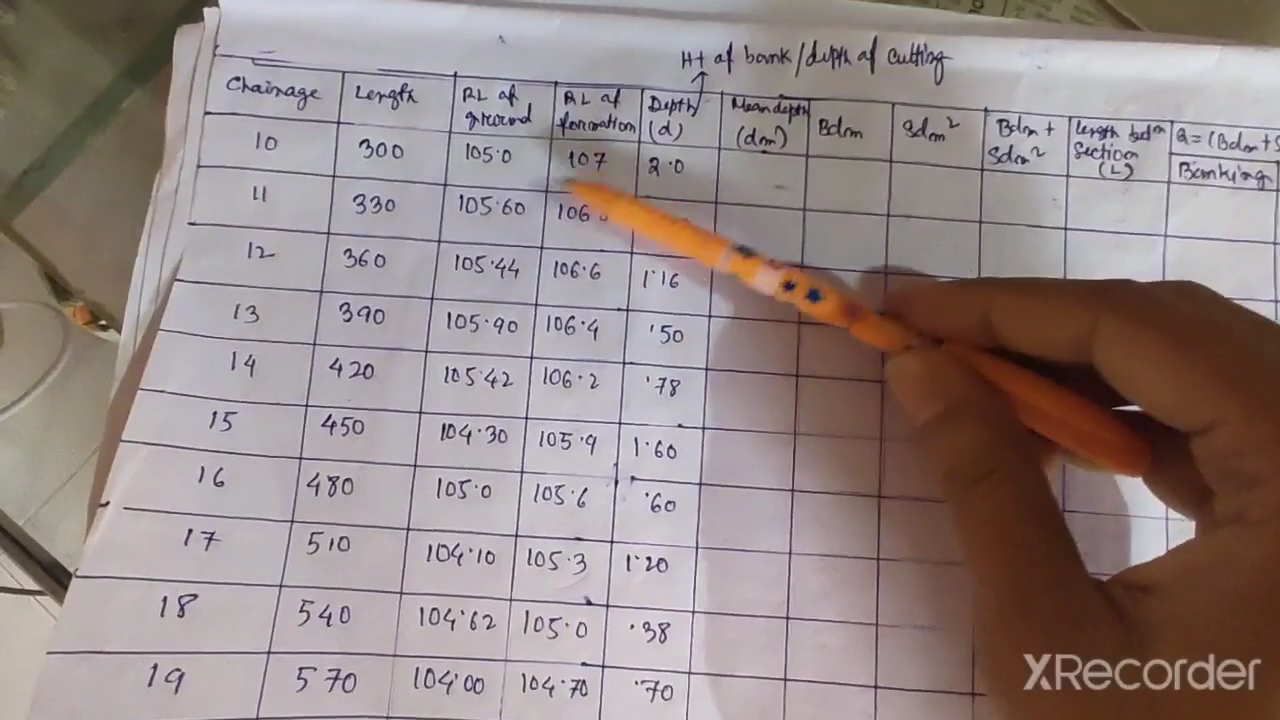 Ht of bank/depth of cutting
Chainage Length RL of ground RL of formation Depth (d) Mean depth (dm) Bdm Sdm² Bdm + Sdm² Length Section (L) Q = (Bdm+S
Banking
10 300 105.0 107 2.0
11 330 105.60 106
12 360 105.44 106.6 1.16
13 390 105.90 106.4 .50
14 420 105.42 106.2 .78
15 450 104.30 105.9 1.60
16 480 105.0 105.6 .60
17 510 104.10 105.3 1.20
18 540 104.62 105.0 .38
19 570 104.00 104.70 .70
XRecorder